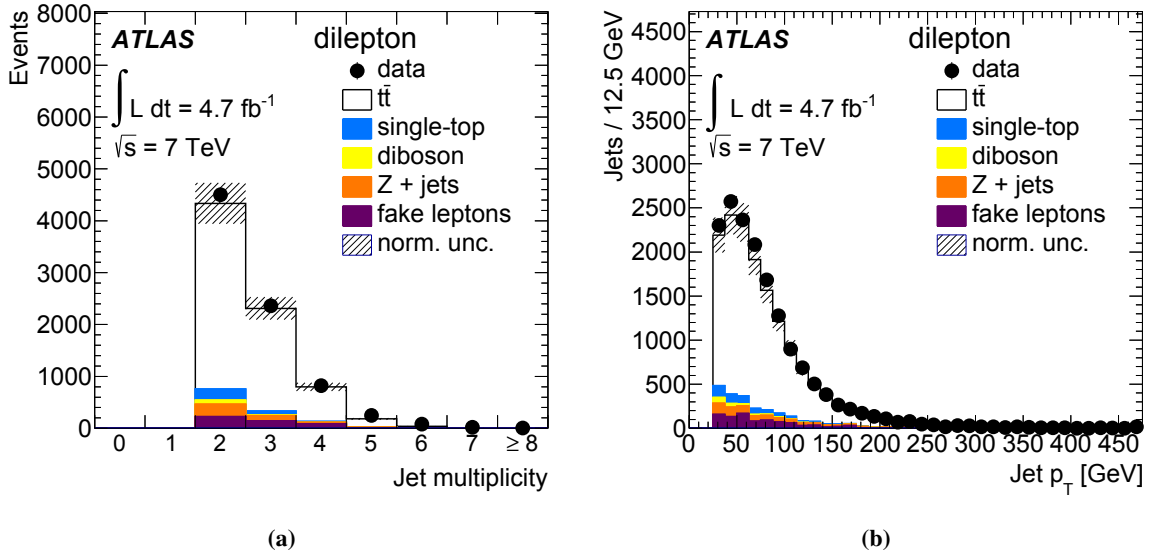 Events
8000
7000
6000
5000
4000
3000
2000
1000
0
ATLAS dilepton
∫ L dt = 4.7 fb⁻¹
√s = 7 TeV
data
tt̄
single-top
diboson
Z + jets
fake leptons
norm. unc.
0 1 2 3 4 5 6 7 ≥ 8
Jet multiplicity
(a)
Jets / 12.5 GeV
4500
4000
3500
3000
2500
2000
1500
1000
500
0
ATLAS dilepton
∫ L dt = 4.7 fb⁻¹
√s = 7 TeV
data
tt̄
single-top
diboson
Z + jets
fake leptons
norm. unc.
0 50 100 150 200 250 300 350 400 450
Jet p_T [GeV]
(b)